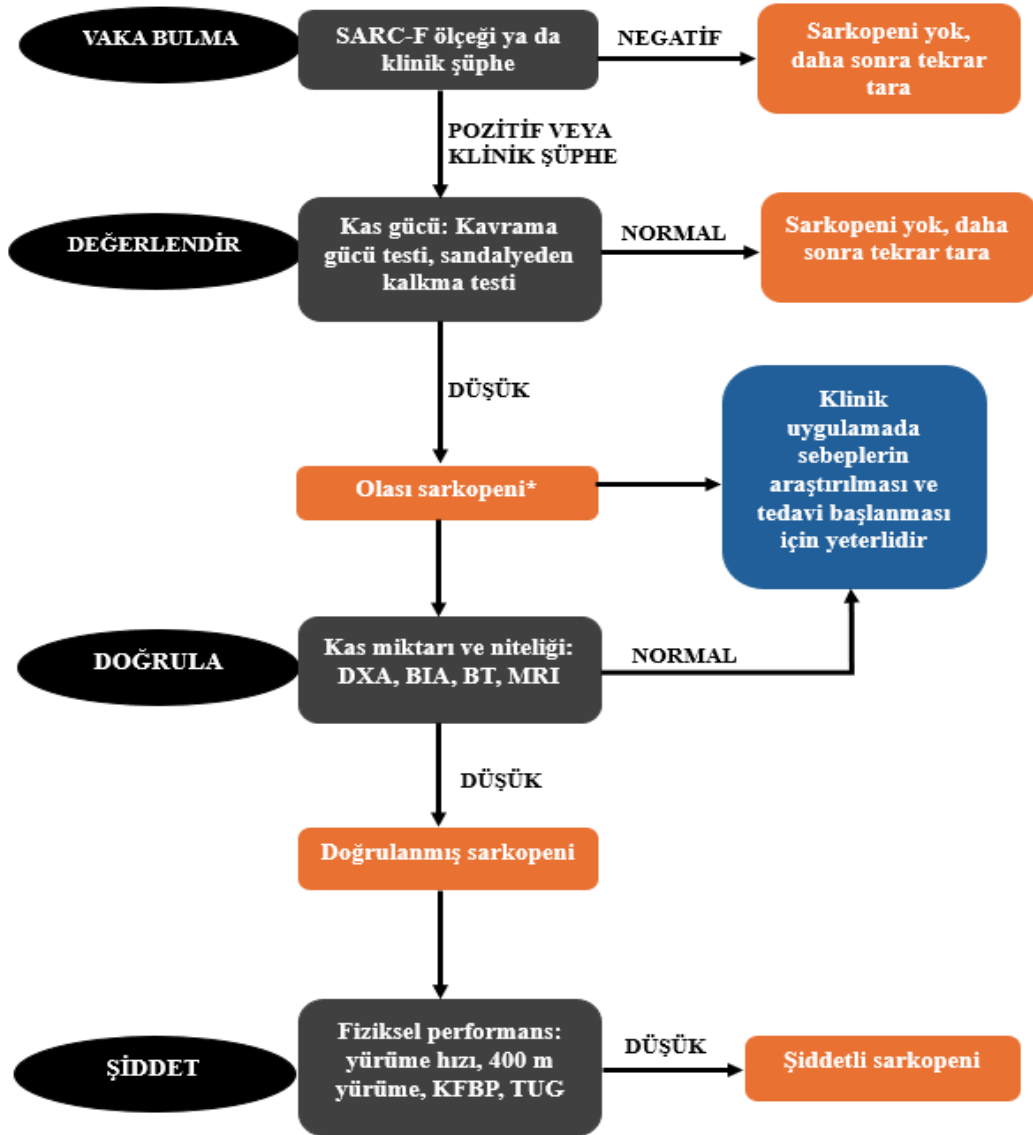 VAKA BULMA
SARC-F ölçeği ya da
klinik şüphe
NEGATİF
Sarkopeni yok,
daha sonra tekrar
tara
POZİTİF VEYA
KLİNİK ŞÜPHE
DEĞERLENDİR
Kas gücü: Kavrama
gücü testi, sandalyeden
kalkma testi
NORMAL
Sarkopeni yok, daha
sonra tekrar tara
DÜŞÜK
Olası sarkopeni*
Klinik
uygulamada
sebeplerin
araştırılması ve
tedavi başlanması
için yeterlidir
DOĞRULA
Kas miktarı ve niteliği:
DXA, BIA, BT, MRI
NORMAL
DÜŞÜK
Doğrulanmış sarkopeni
ŞİDDET
Fiziksel performans:
yürüme hızı, 400 m
yürüme, KFBP, TUG
DÜŞÜK
Şiddetli sarkopeni